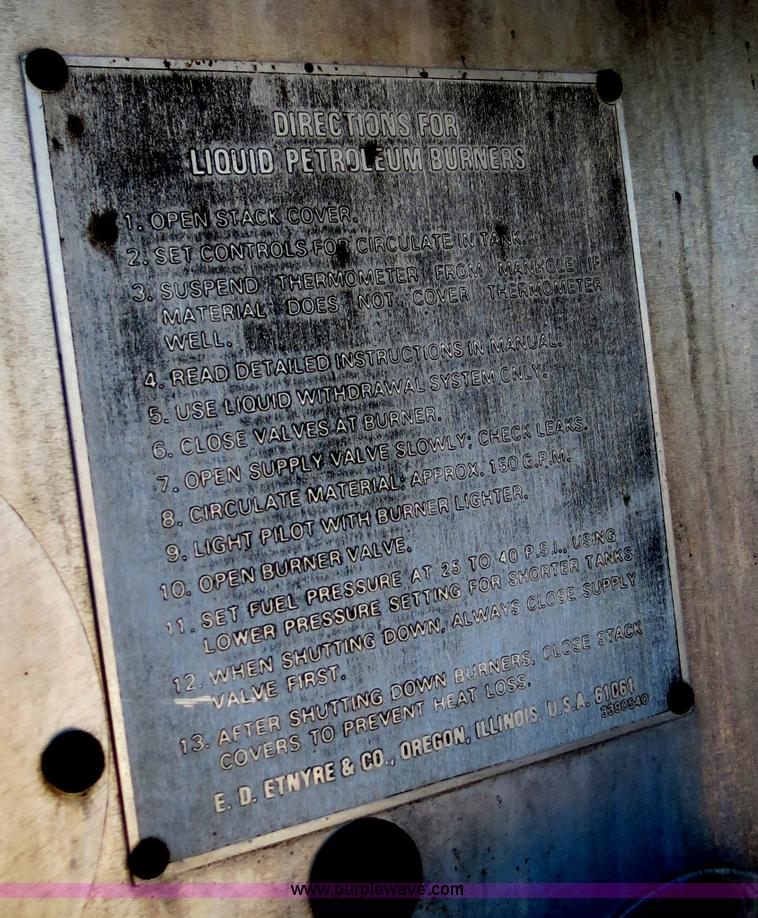 DIRECTIONS FOR
LIQUID PETROLEUM BURNERS
1. OPEN STACK COVER.
2. SET CONTROLS FOR CIRCULATE IN TANK.
3. SUSPEND THERMOMETER FROM MANHOLE IF
MATERIAL DOES NOT COVER THERMOMETER
WELL.
4. READ DETAILED INSTRUCTIONS IN MANUAL.
5. USE LIQUID WITHDRAWAL SYSTEM ONLY.
6. CLOSE VALVES AT BURNER.
7. OPEN SUPPLY VALVE SLOWLY; CHECK LEAKS.
8. CIRCULATE MATERIAL; APPROX. 150 G.P.M.
9. LIGHT PILOT WITH BURNER LIGHTER.
10. OPEN BURNER VALVE.
11. SET FUEL PRESSURE AT 25 TO 40 P.S.I., USING
LOWER PRESSURE SETTING FOR SHORTER TANKS
12. WHEN SHUTTING DOWN, ALWAYS CLOSE SUPPLY
VALVE FIRST.
13. AFTER SHUTTING DOWN BURNERS, CLOSE STACK
COVERS TO PREVENT HEAT LOSS.
E. D. ETNYRE & CO., OREGON, ILLINOIS, U.S.A. 61061
3390540
www.purplewave.com